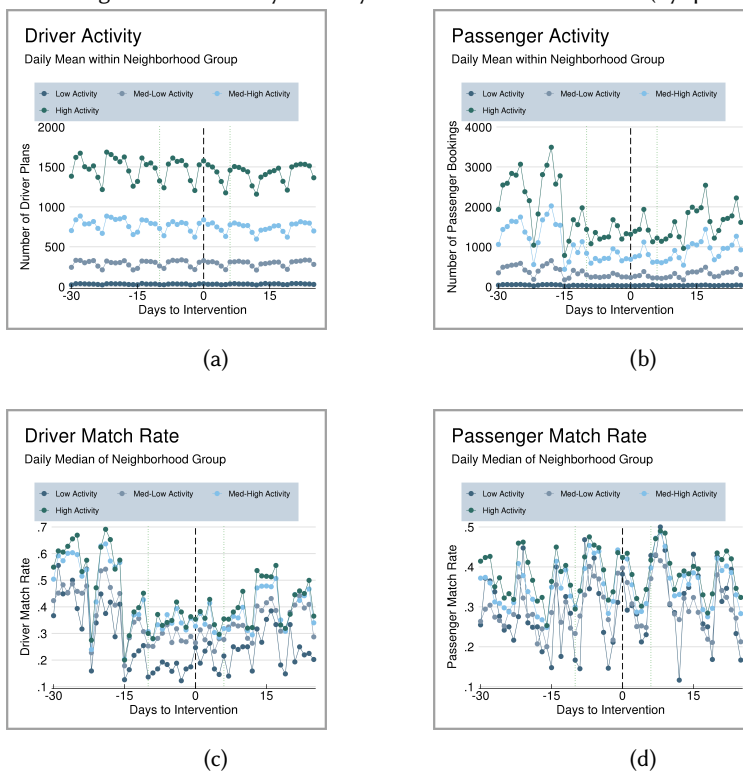 Driver Activity
Daily Mean within Neighborhood Group
Low Activity Med-Low Activity Med-High Activity
High Activity
Number of Driver Plans
2000
1500
1000
500
0
-30 -15 0 15
Days to Intervention
(a)
Passenger Activity
Daily Mean within Neighborhood Group
Low Activity Med-Low Activity Med-High Activity
High Activity
Number of Passenger Bookings
4000
3000
2000
1000
0
-30 -15 0 15
Days to Intervention
(b)
Driver Match Rate
Daily Median of Neighborhood Group
Low Activity Med-Low Activity Med-High Activity
High Activity
Driver Match Rate
.7
.6
.5
.4
.3
.2
.1
-30 -15 0 15
Days to Intervention
(c)
Passenger Match Rate
Daily Median of Neighborhood Group
Low Activity Med-Low Activity Med-High Activity
High Activity
Passenger Match Rate
.5
.4
.3
.2
.1
-30 -15 0 15
Days to Intervention
(d)